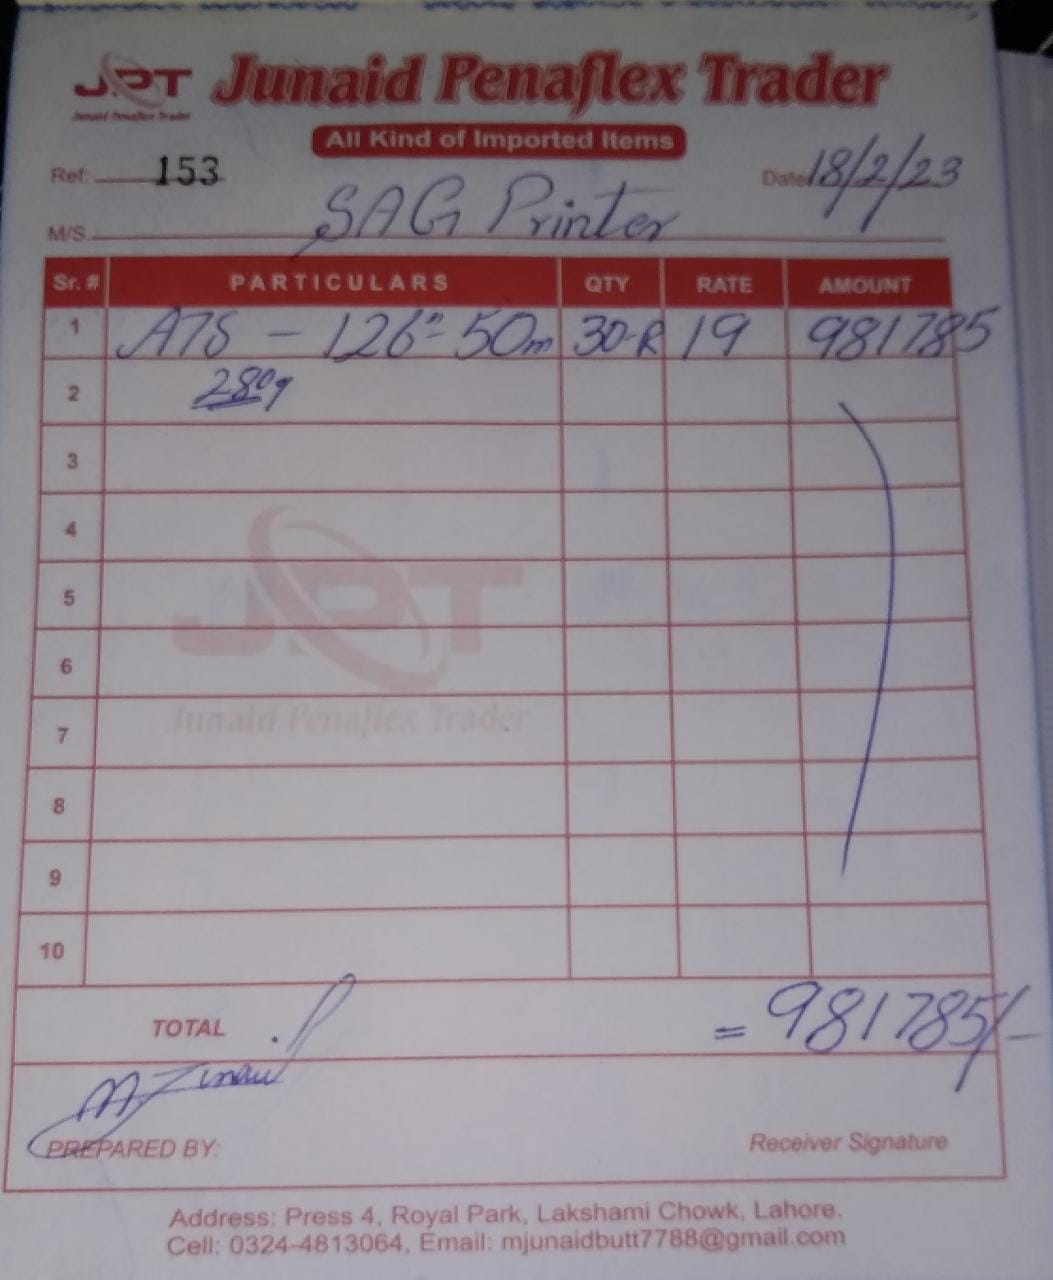 JPT Junaid Penaflex Trader
Junaid Penaflex Trader
All Kind of Imported Items
Ref: 153 Date 18/2/23
M/S. SAG Printer
Sr. # PARTICULARS QTY RATE AMOUNT
1 A78 - 126" 50m 30-R 19 981785
2 280g
3
4
5
6
7
8
9
10
JPT
Junaid Penaflex Trader
TOTAL = 981785/-
PREPARED BY: Receiver Signature
Address: Press 4, Royal Park, Lakshami Chowk, Lahore.
Cell: 0324-4813064, Email: mjunaidbutt7788@gmail.com